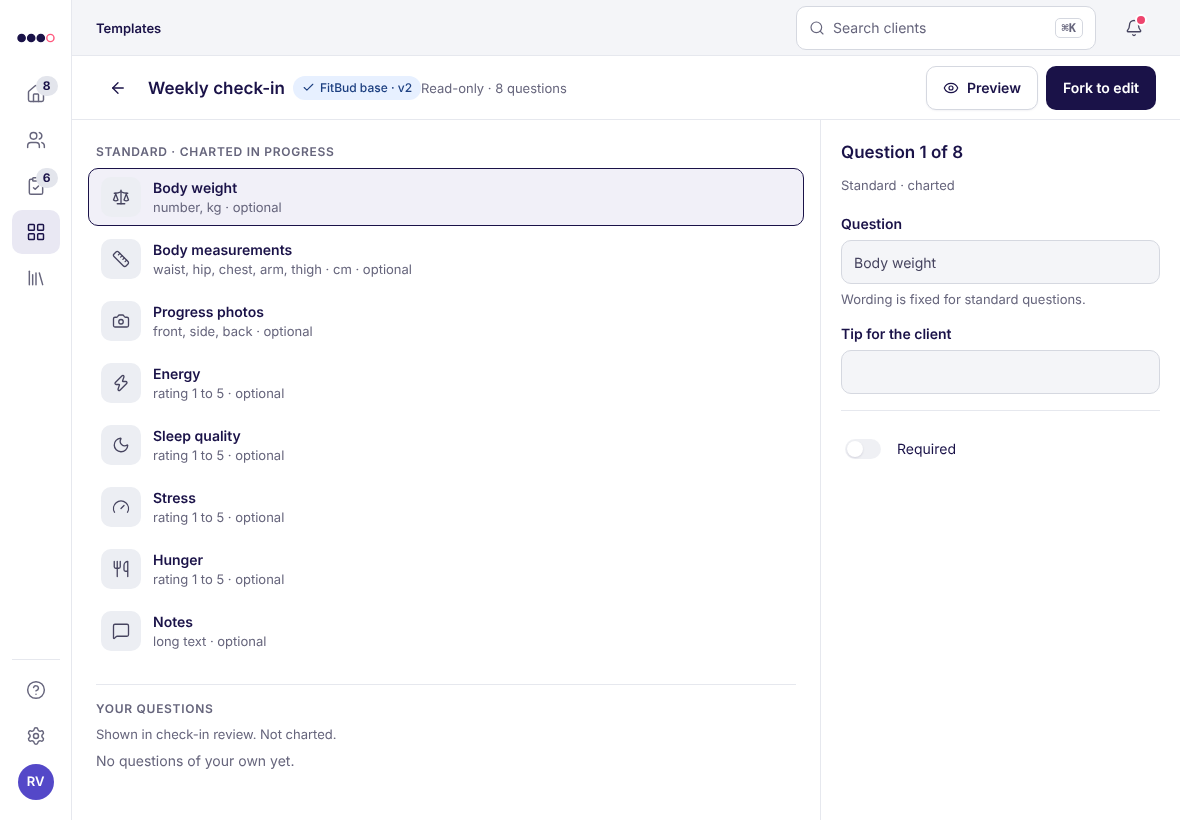 Templates
Search clients
⌘K
8
6
RV
Weekly check-in
FitBud base · v2
Read-only · 8 questions
Preview
Fork to edit
STANDARD · CHARTED IN PROGRESS
Body weight
number, kg · optional
Body measurements
waist, hip, chest, arm, thigh · cm · optional
Progress photos
front, side, back · optional
Energy
rating 1 to 5 · optional
Sleep quality
rating 1 to 5 · optional
Stress
rating 1 to 5 · optional
Hunger
rating 1 to 5 · optional
Notes
long text · optional
YOUR QUESTIONS
Shown in check-in review. Not charted.
No questions of your own yet.
Question 1 of 8
Standard · charted
Question
Body weight
Wording is fixed for standard questions.
Tip for the client
Required